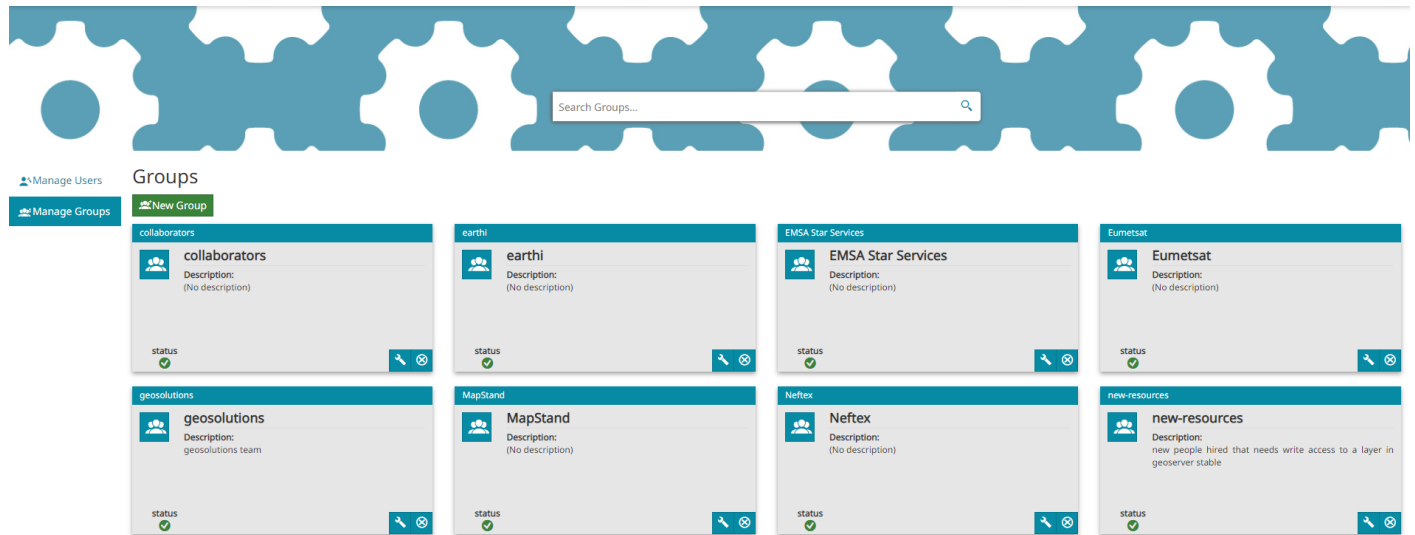 Search Groups...
Manage Users
Manage Groups
Groups
New Group
collaborators
collaborators
Description:
(No description)
status
earthi
earthi
Description:
(No description)
status
EMSA Star Services
EMSA Star Services
Description:
(No description)
status
Eumetsat
Eumetsat
Description:
(No description)
status
geosolutions
geosolutions
Description:
geosolutions team
status
MapStand
MapStand
Description:
(No description)
status
Neftex
Neftex
Description:
(No description)
status
new-resources
new-resources
Description:
new people hired that needs write access to a layer in
geoserver stable
status